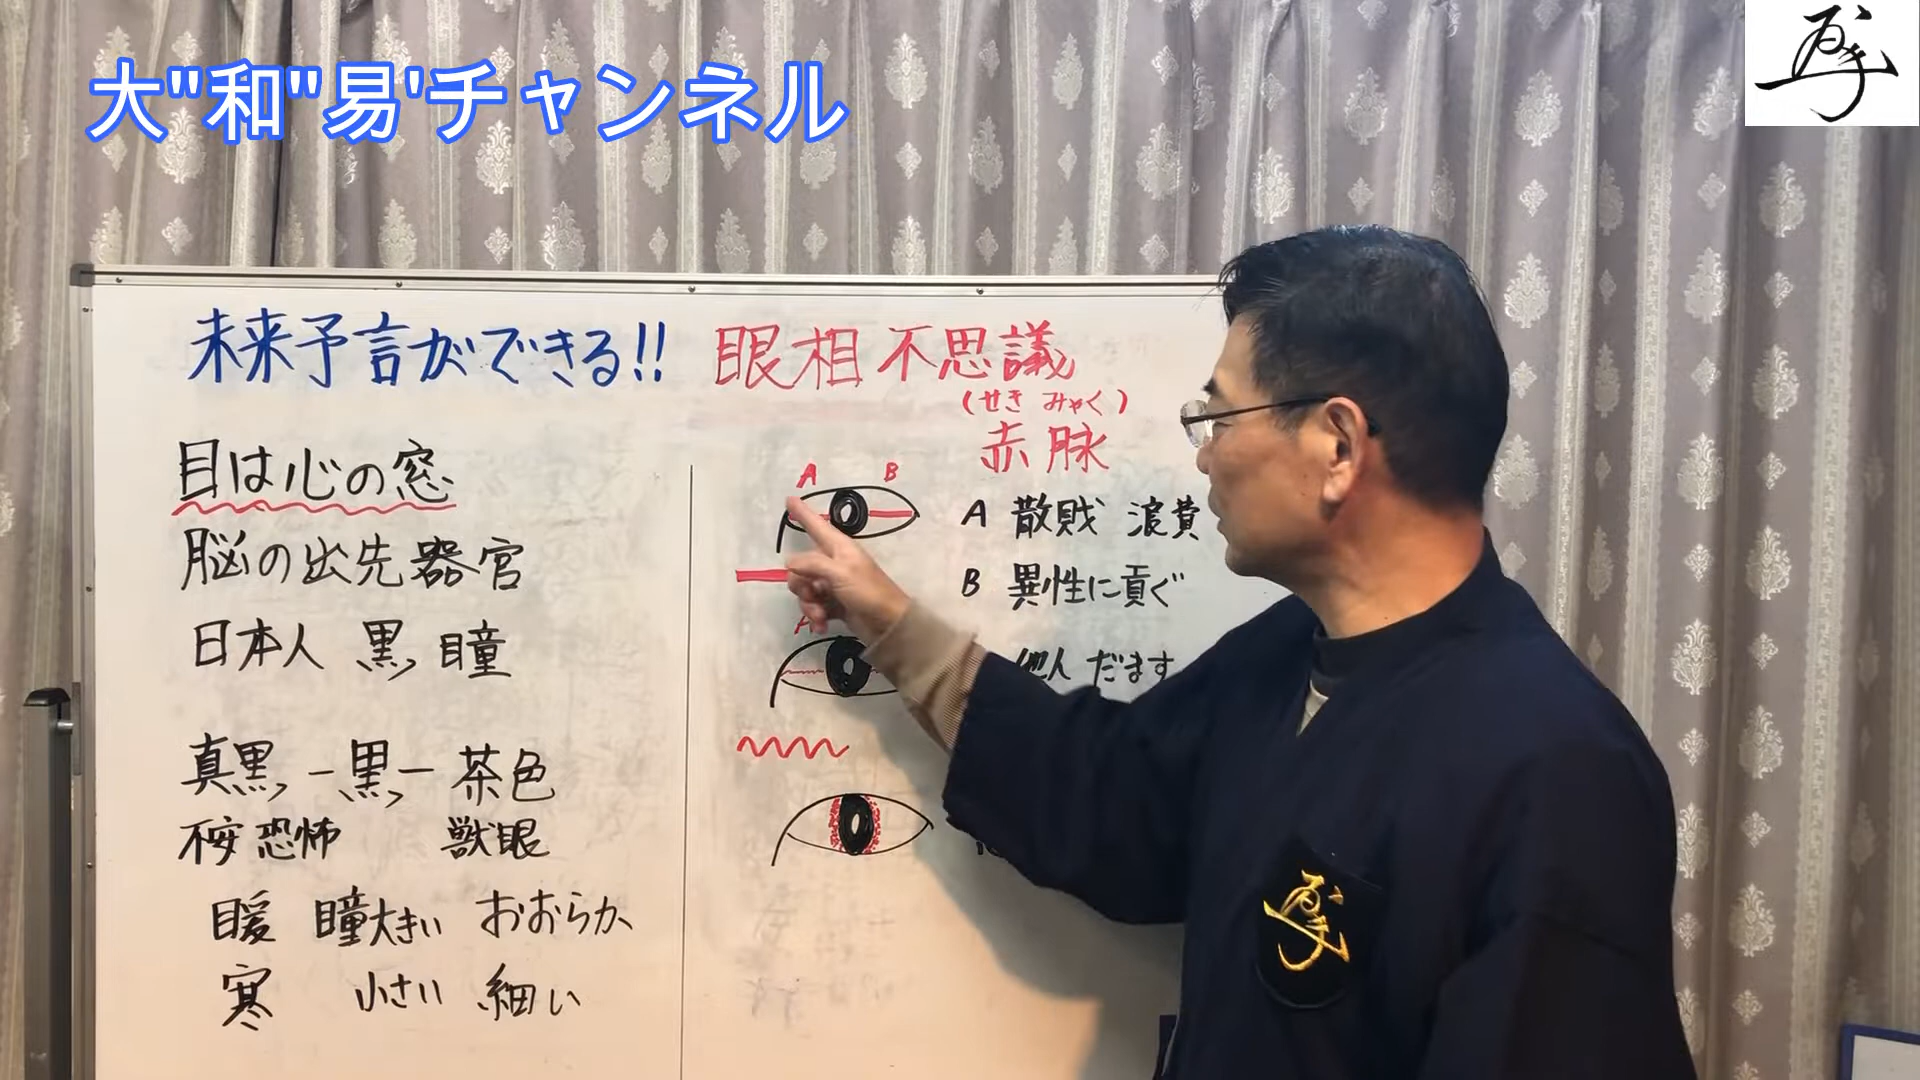 大"和"易'チャンネル
未来予言ができる!! 眼相不思議
目は心の窓
脳の出先器官
日本人 黒 瞳
真黒 - 黒 - 茶色
不安 恐怖 獣眼
暖 瞳大きい おおらか
寒 小さい 細い
(せきみゃく)
赤脈
A B
A 散財 浪費
B 異性に貢ぐ
A
他人 だます